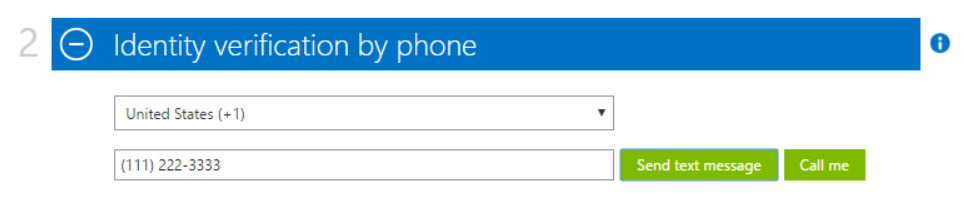 2 Identity verification by phone
United States (+1)
(111) 222-3333 Send text message Call me